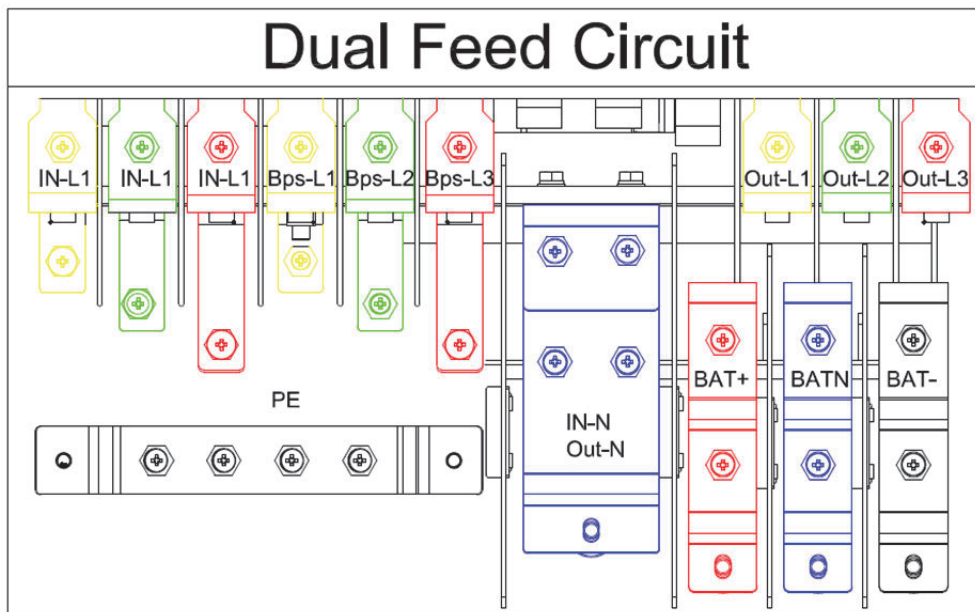 Dual Feed Circuit
IN-L1 IN-L1 IN-L1 Bps-L1 Bps-L2 Bps-L3 Out-L1 Out-L2 Out-L3
BAT+ BATN BAT-
PE
IN-N
Out-N